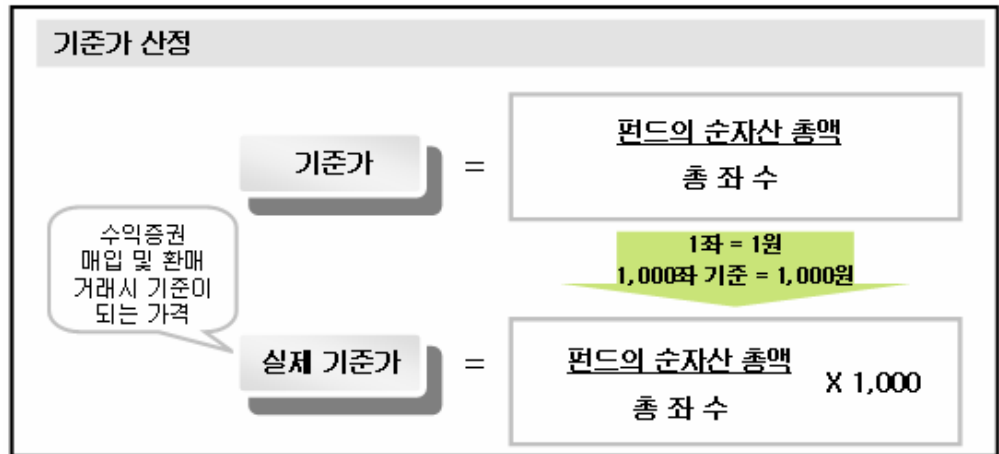 기준가 산정
기준가 = 펀드의 순자산 총액
총 좌 수
1좌 = 1원
1,000좌 기준 = 1,000원
수익증권
매입 및 환매
거래시 기준이
되는 가격
실제 기준가 = 펀드의 순자산 총액 X 1,000
총 좌 수